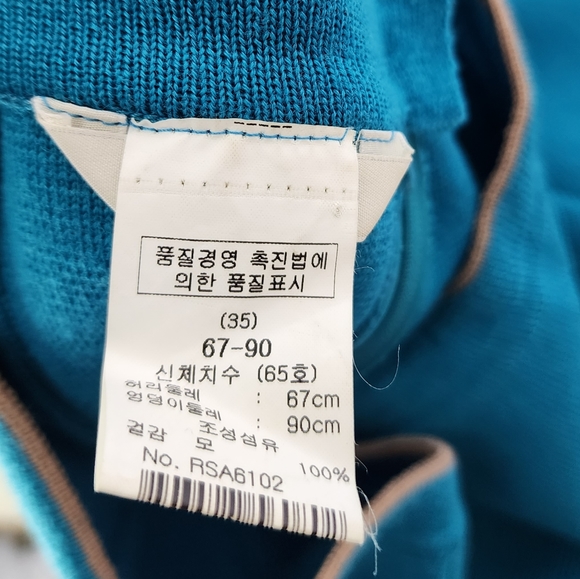 품질경영 촉진법에
의한 품질표시
(35)
67-90
신체치수 (65호)
허리둘레 : 67cm
엉덩이둘레 : 90cm
조성섬유
겉감 모 100%
No. RSA6102